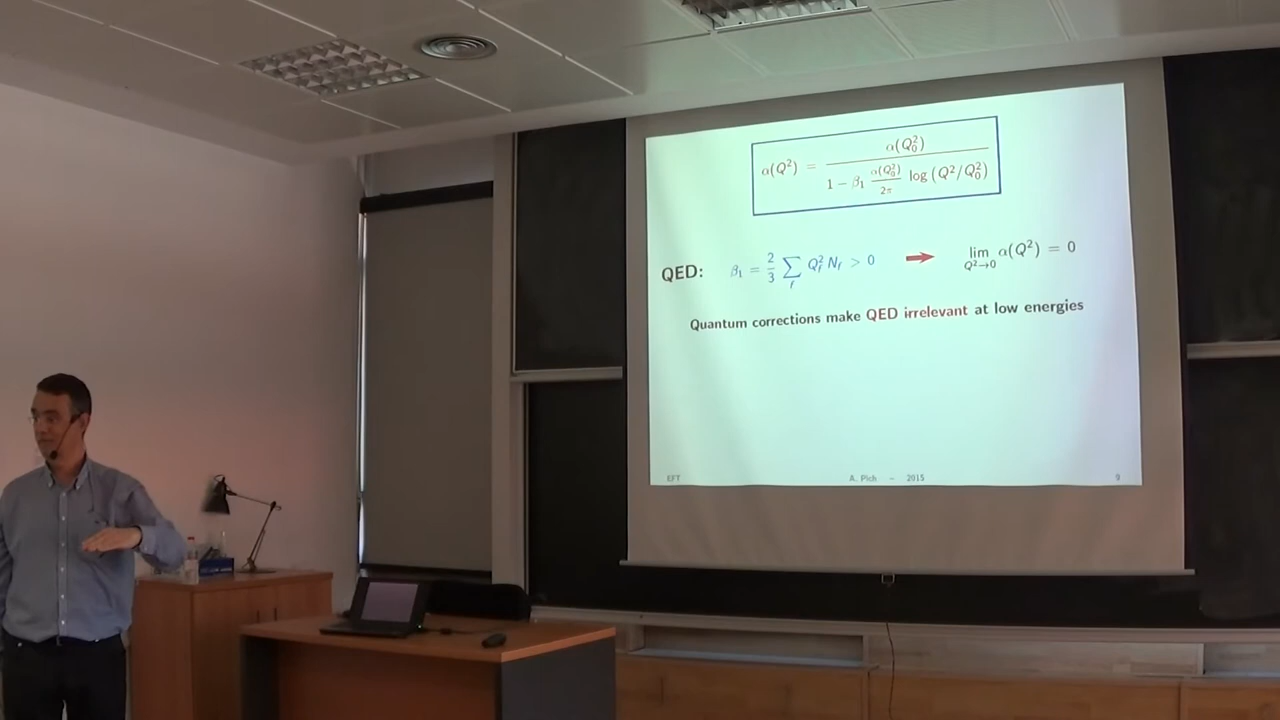 α(Q²) = α(Q₀²) / (1 − β₁ α(Q₀²)/2π log (Q²/Q₀²))
QED: β₁ = 2/3 ∑_f Q_f² N_f > 0 ➡ lim_{Q²→0} α(Q²) = 0
Quantum corrections make QED irrelevant at low energies
EFT A. Pich – 2015 9